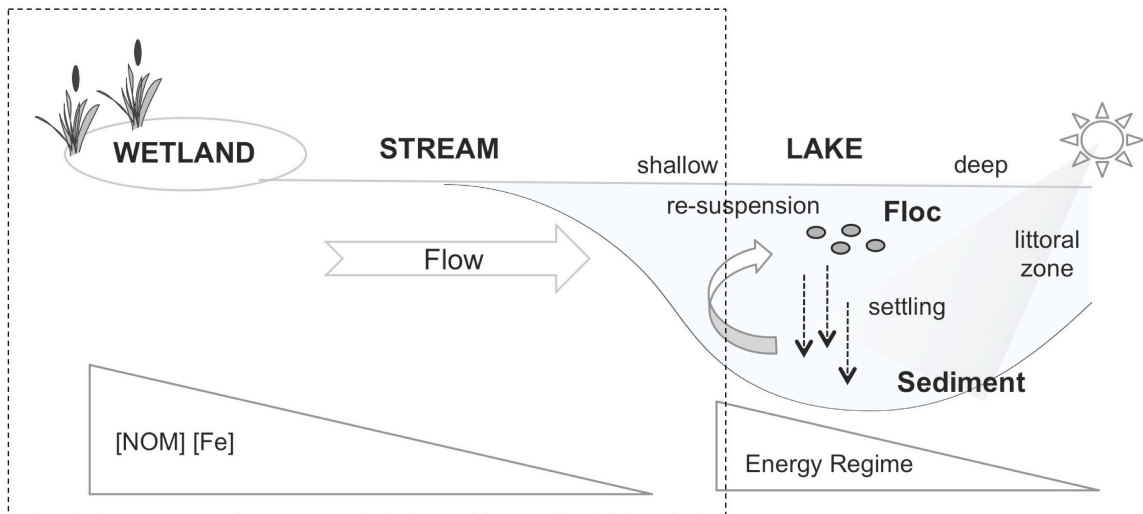 WETLAND
STREAM
LAKE
shallow
deep
re-suspension
Floc
littoral
zone
Flow
settling
Sediment
[NOM] [Fe]
Energy Regime